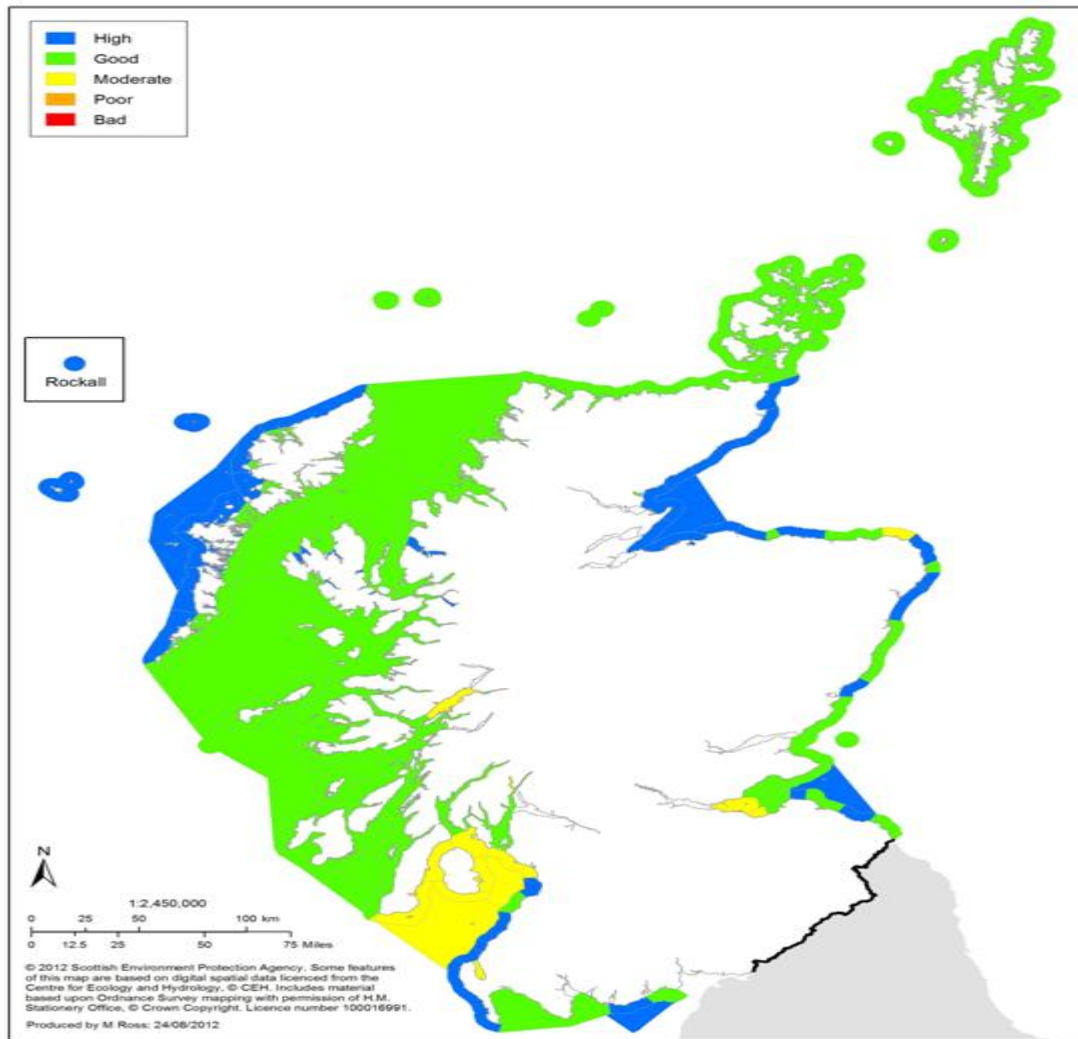 High
Good
Moderate
Poor
Bad
Rockall
N
1:2,450,000
0 25 50 100 km
0 12.5 25 50 75 Miles
© 2012 Scottish Environment Protection Agency. Some features
of this map are based on digital spatial data licenced from the
Centre for Ecology and Hydrology, © CEH. Includes material
based upon Ordnance Survey mapping with permission of H.M.
Stationery Office, © Crown Copyright. Licence number 100016991.
Produced by M Ross: 24/08/2012